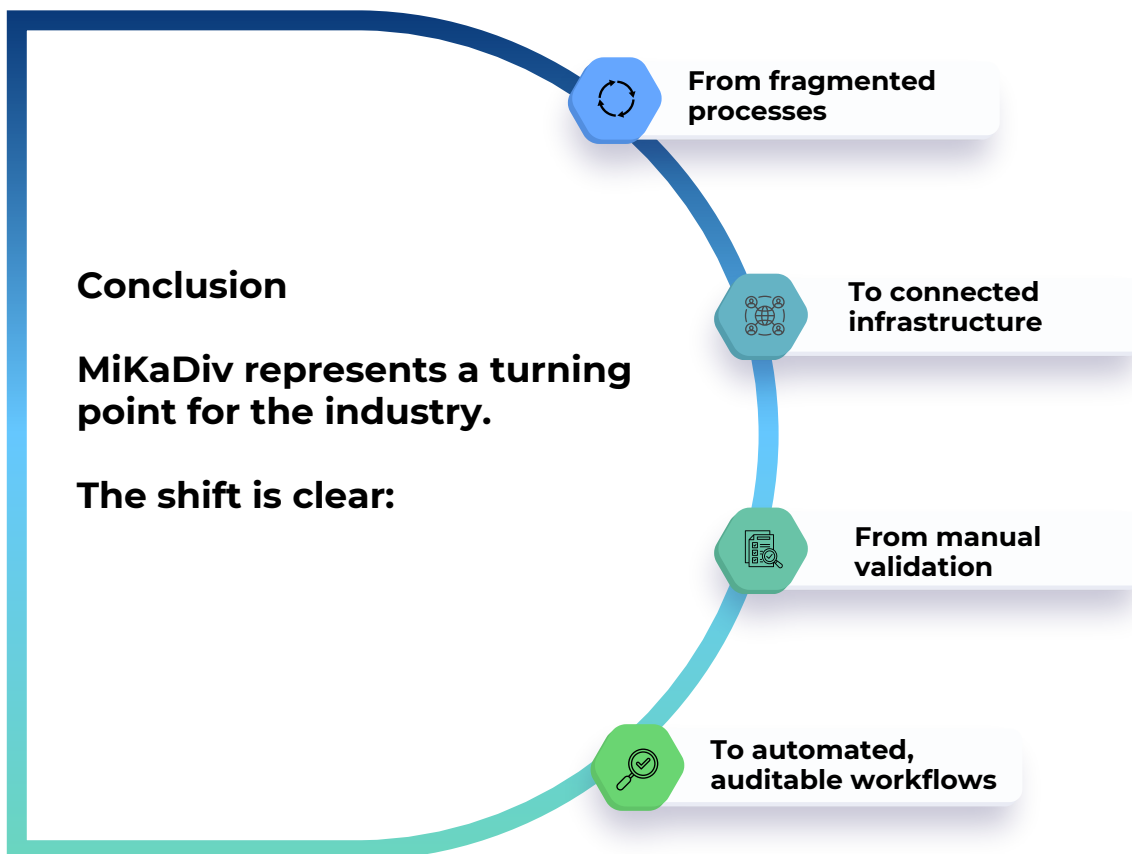 Conclusion
MiKaDiv represents a turning
point for the industry.
The shift is clear:
From fragmented
processes
To connected
infrastructure
From manual
validation
To automated,
auditable workflows